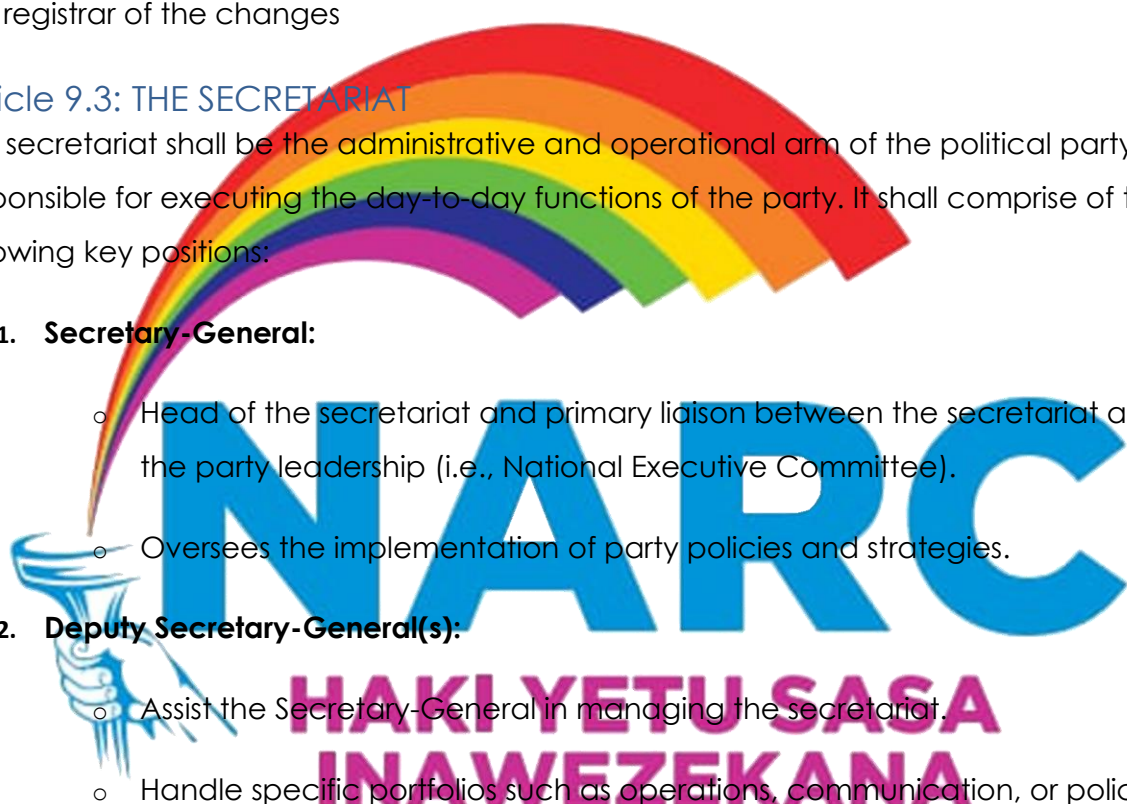 registrar of the changes
icle 9.3: THE SECRETARIAT
secretariat shall be the administrative and operational arm of the political party
ponsible for executing the day-to-day functions of the party. It shall comprise of
owing key positions:
1. Secretary-General:
o Head of the secretariat and primary liaison between the secretariat a
the party leadership (i.e., National Executive Committee).
o Oversees the implementation of party policies and strategies.
2. Deputy Secretary-General(s):
o Assist the Secretary-General in managing the secretariat.
o Handle specific portfolios such as operations, communication, or polic
NARC
HAKI YETU SASA
INAWEZEKANA